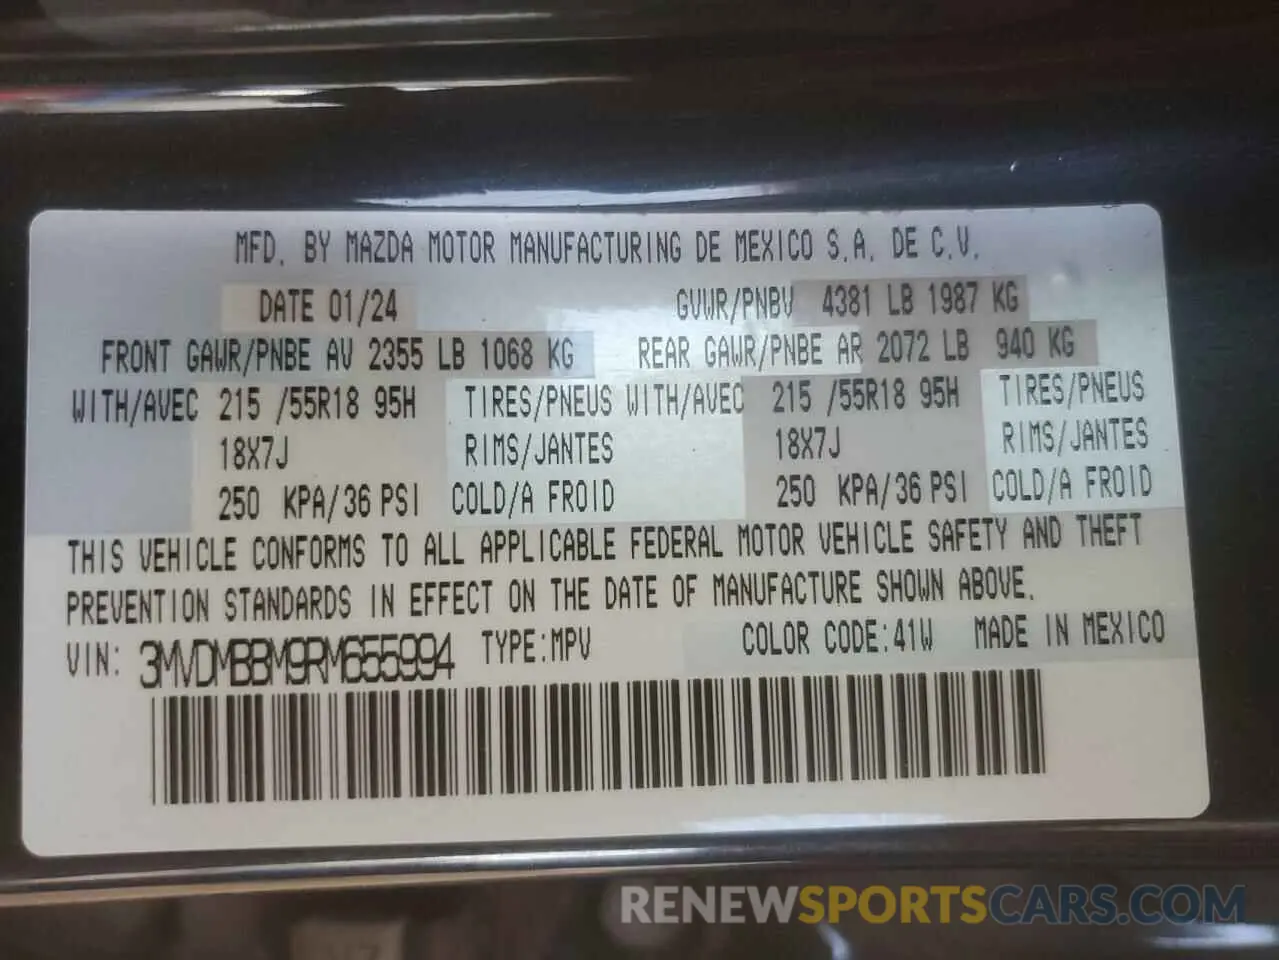 MFD. BY MAZDA MOTOR MANUFACTURING DE MEXICO S.A. DE C.V.
DATE 01/24 GVWR/PNBV 4381 LB 1987 KG
FRONT GAWR/PNBE AV 2355 LB 1068 KG REAR GAWR/PNBE AR 2072 LB 940 KG
WITH/AVEC 215 /55R18 95H TIRES/PNEUS WITH/AVEC 215 /55R18 95H TIRES/PNEUS
18X7J RIMS/JANTES 18X7J RIMS/JANTES
250 KPA/36 PSI COLD/A FROID 250 KPA/36 PSI COLD/A FROID
THIS VEHICLE CONFORMS TO ALL APPLICABLE FEDERAL MOTOR VEHICLE SAFETY AND THEFT
PREVENTION STANDARDS IN EFFECT ON THE DATE OF MANUFACTURE SHOWN ABOVE.
VIN: 3MVDMBBM9RM655994 TYPE:MPV COLOR CODE:41W MADE IN MEXICO
RENEWSPORTSCARS.COM